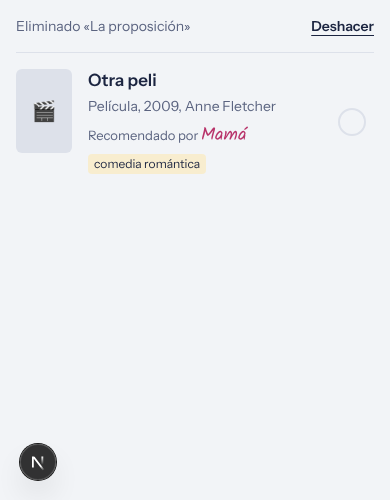 Eliminado «La proposición»
Deshacer
Otra peli
Película, 2009, Anne Fletcher
Recomendado por Mamá
comedia romántica
N